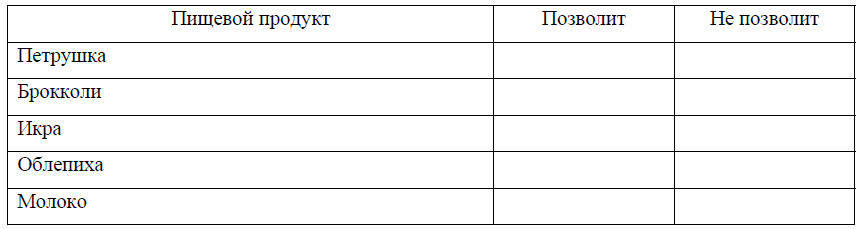 Пищевой продукт Позволит Не позволит
Петрушка
Брокколи
Икра
Облепиха
Молоко